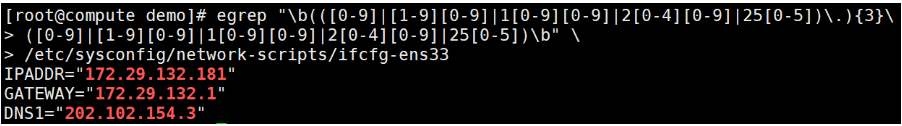 [root@compute demo]# egrep "\b(([0-9]|[1-9][0-9]|1[0-9][0-9]|2[0-4][0-9]|25[0-5])\.){3}\
> ([0-9]|[1-9][0-9]|1[0-9][0-9]|2[0-4][0-9]|25[0-5])\b" \
> /etc/sysconfig/network-scripts/ifcfg-ens33
IPADDR="172.29.132.181"
GATEWAY="172.29.132.1"
DNS1="202.102.154.3"